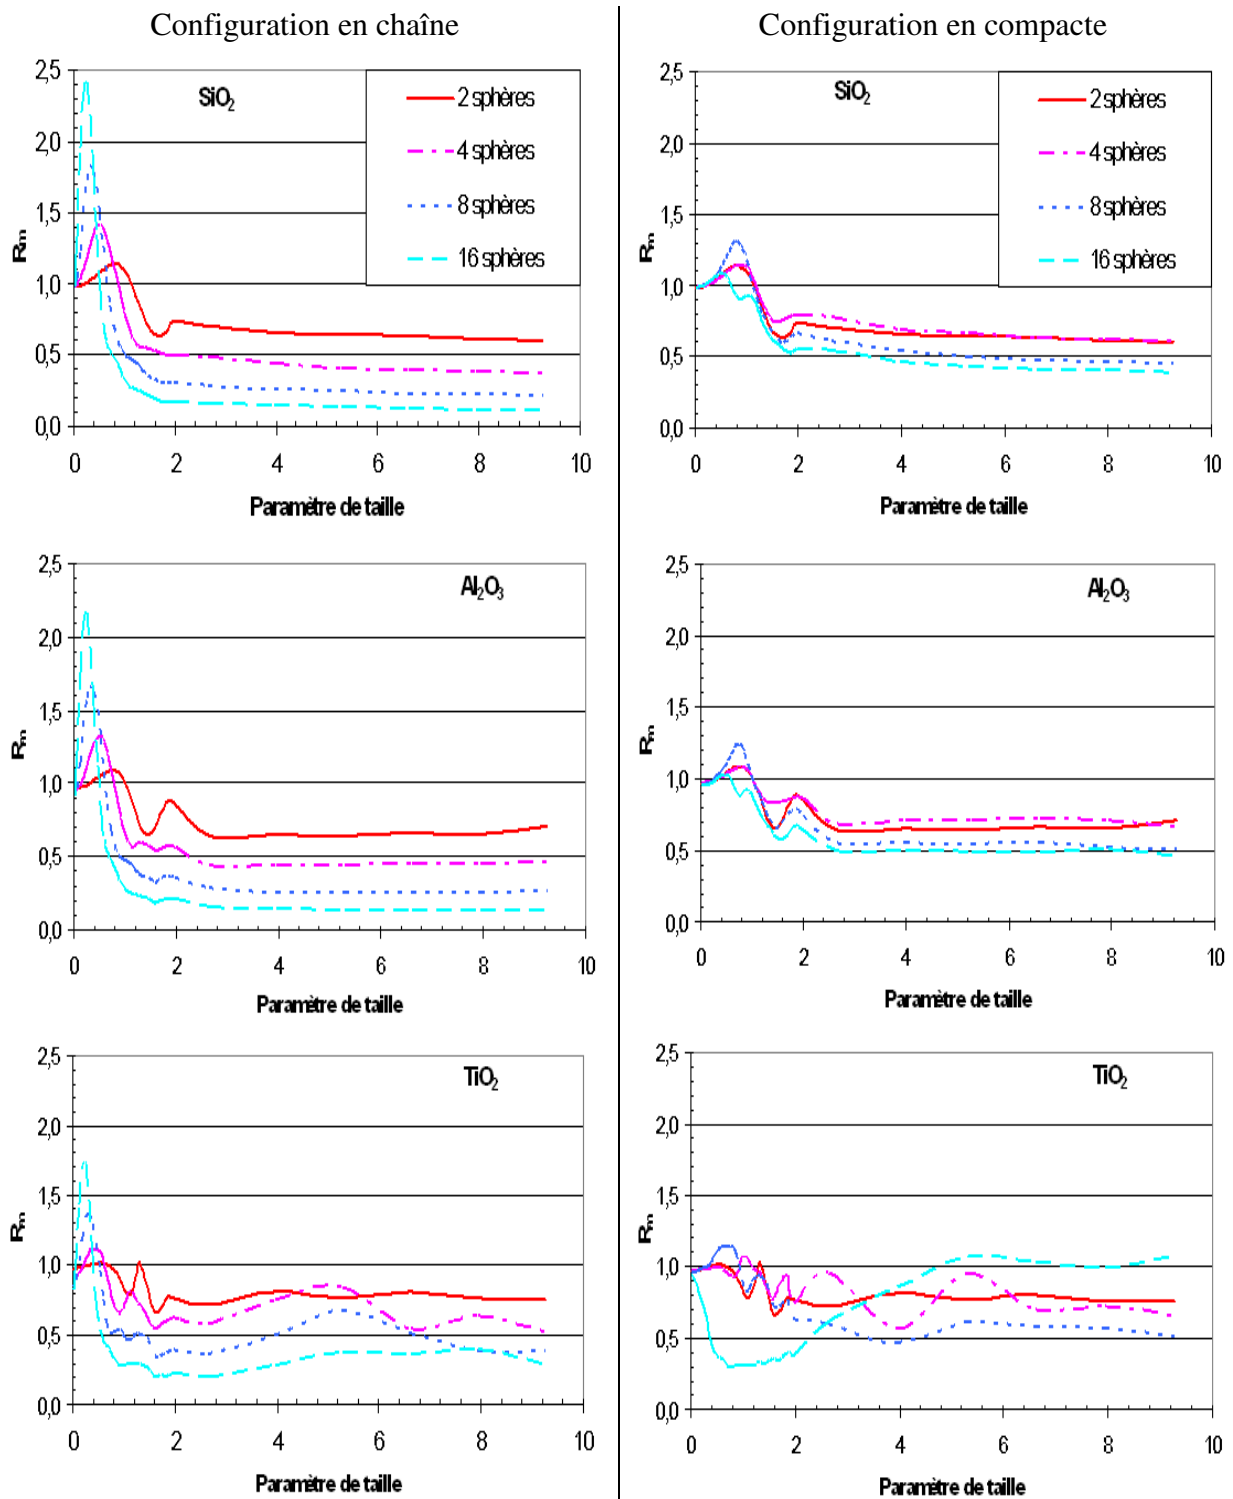 Configuration en chaîne
Configuration en compacte
2,5
2,0
1,5
1,0
0,5
0,0
Rm
SiO2
2 sphères
4 sphères
8 sphères
16 sphères
0 2 4 6 8 10
Paramètre de taille
2,5
2,0
1,5
1,0
0,5
0,0
Rm
SiO2
2 sphères
4 sphères
8 sphères
16 sphères
0 2 4 6 8 10
Paramètre de taille
2,5
2,0
1,5
1,0
0,5
0,0
Rm
Al2O3
0 2 4 6 8 10
Paramètre de taille
2,5
2,0
1,5
1,0
0,5
0,0
Rm
Al2O3
0 2 4 6 8 10
Paramètre de taille
2,5
2,0
1,5
1,0
0,5
0,0
Rm
TiO2
0 2 4 6 8 10
Paramètre de taille
2,5
2,0
1,5
1,0
0,5
0,0
Rm
TiO2
0 2 4 6 8 10
Paramètre de taille